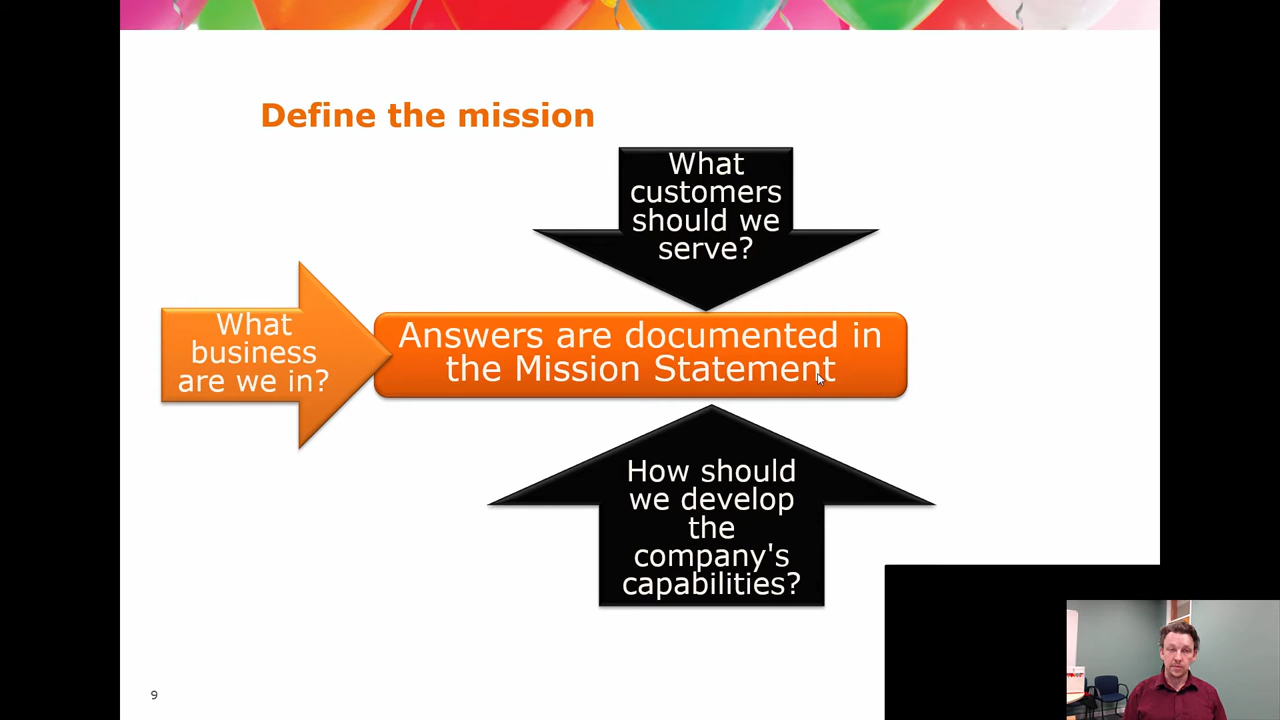 Define the mission
What
customers
should we
serve?
What
business
are we in?
Answers are documented in
the Mission Statement
How should
we develop
the
company's
capabilities?
9